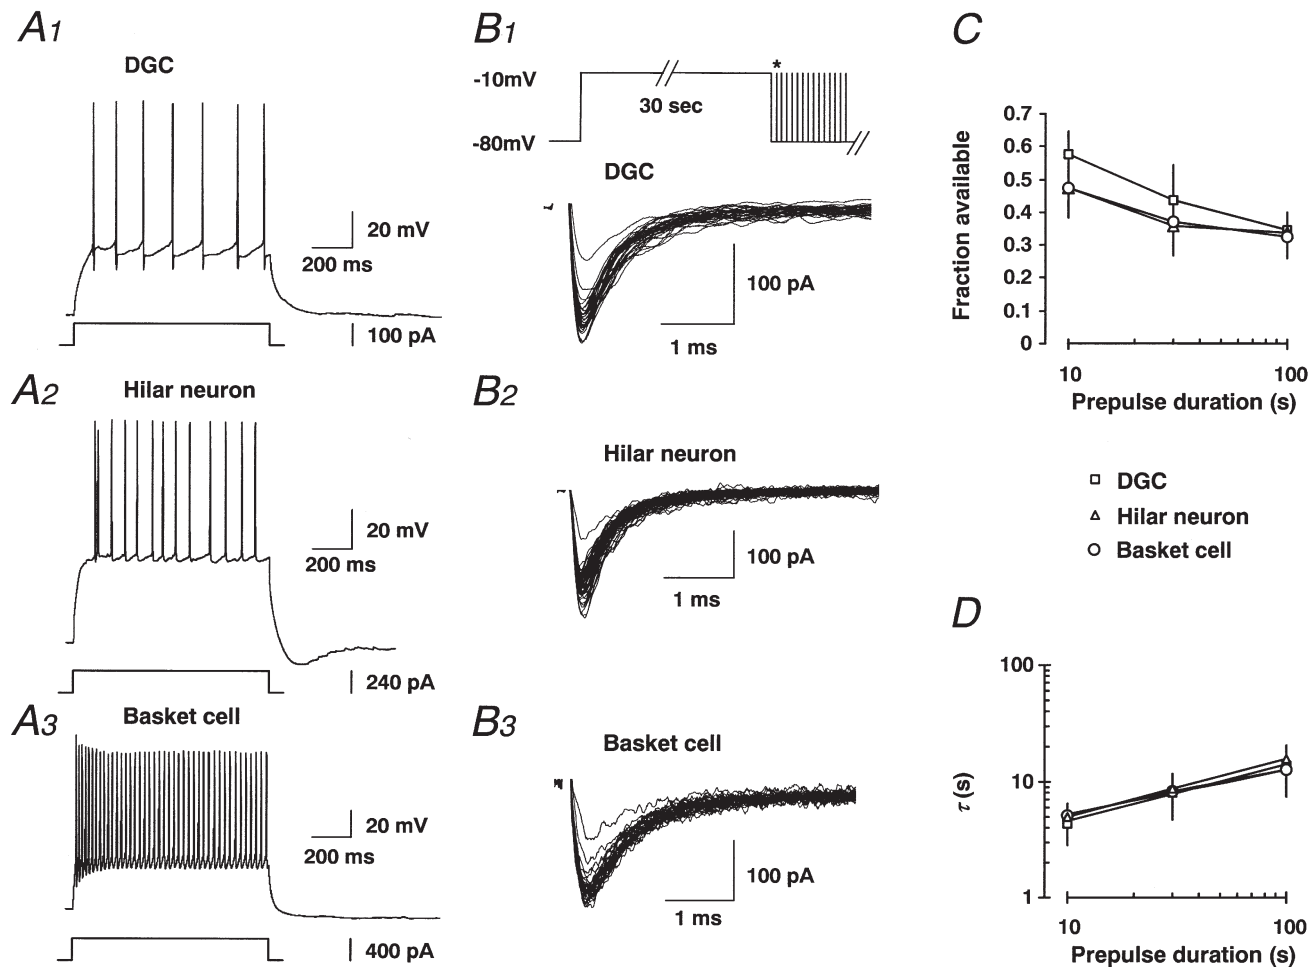 A1
DGC
20 mV
200 ms
100 pA
A2
Hilar neuron
20 mV
200 ms
240 pA
A3
Basket cell
20 mV
200 ms
400 pA
B1
*
-10mV
30 sec
-80mV
DGC
100 pA
1 ms
B2
Hilar neuron
100 pA
1 ms
B3
Basket cell
100 pA
1 ms
C
0.7
0.6
0.5
0.4
0.3
0.2
0.1
0
Fraction available
10
100
Prepulse duration (s)
DGC
Hilar neuron
Basket cell
D
100
10
1
τ (s)
10
100
Prepulse duration (s)